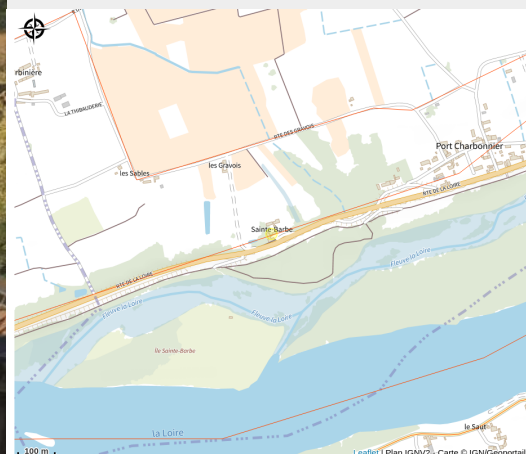 rbinière
LA THIBAUDERIE
RTE DES GRAVOIS
Port Charbonnier
les Gravois
les Sables
RTE DE LA LOIRE
Sainte-Barbe
Fleuve la Loire
RTE DE LA LOIRE
Fleuve la Loire
Fleuve la Loire
Île Sainte-Barbe
le Saut
la Loire
100 m
Leaflet | Plan IGNV2 - Carte © IGN/Geoportail